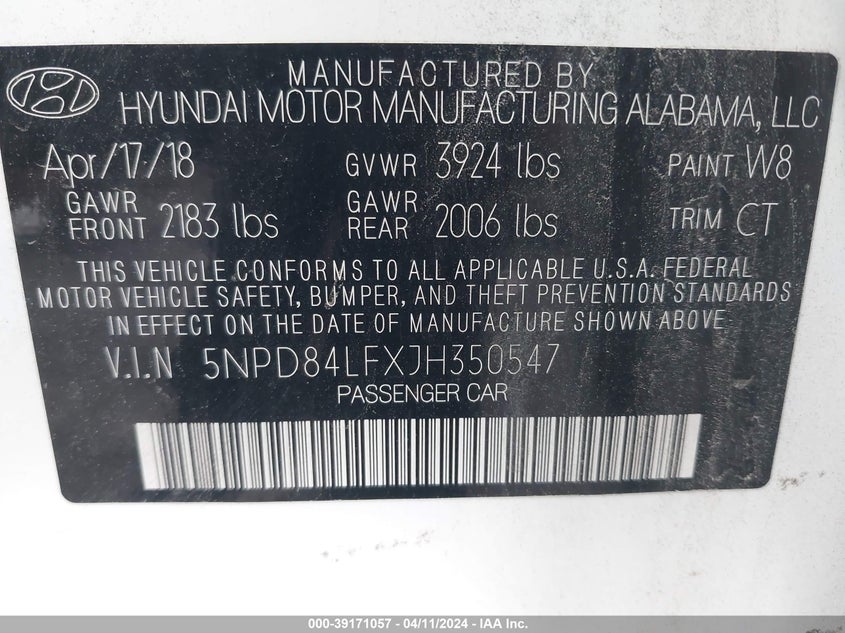 MANUFACTURED BY
HYUNDAI MOTOR MANUFACTURING ALABAMA, LLC
Apr/17/18 GVWR 3924 lbs PAINT W8
GAWR FRONT 2183 lbs GAWR REAR 2006 lbs TRIM CT
THIS VEHICLE CONFORMS TO ALL APPLICABLE U.S.A. FEDERAL
MOTOR VEHICLE SAFETY, BUMPER, AND THEFT PREVENTION STANDARDS
IN EFFECT ON THE DATE OF MANUFACTURE SHOWN ABOVE.
V.I.N 5NPD84LFXJH350547
PASSENGER CAR
000-39171057 - 04/11/2024 - IAA Inc.